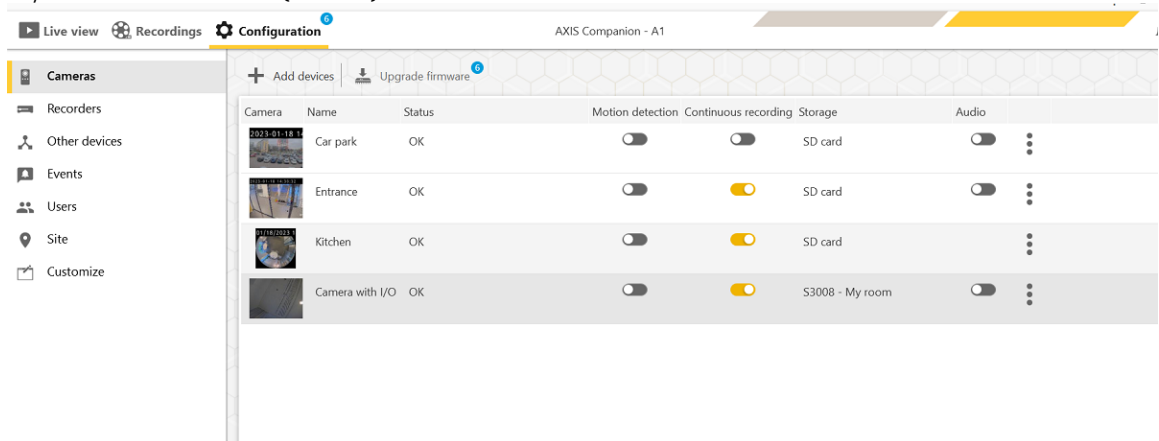 Live view Recordings Configuration 6 AXIS Companion - A1
Cameras
Recorders
Other devices
Events
Users
Site
Customize
Add devices Upgrade firmware 6
Camera Name Status Motion detection Continuous recording Storage Audio
2023-01-18 1
Car park OK SD card
Entrance OK SD card
01/18/2023 1
Kitchen OK SD card
Camera with I/O OK S3008 - My room